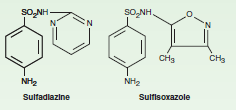 SO₂NH
N
N
NH₂
Sulfadiazine
SO₂NH
O
N
CH₃
CH₃
NH₂
Sulfisoxazole